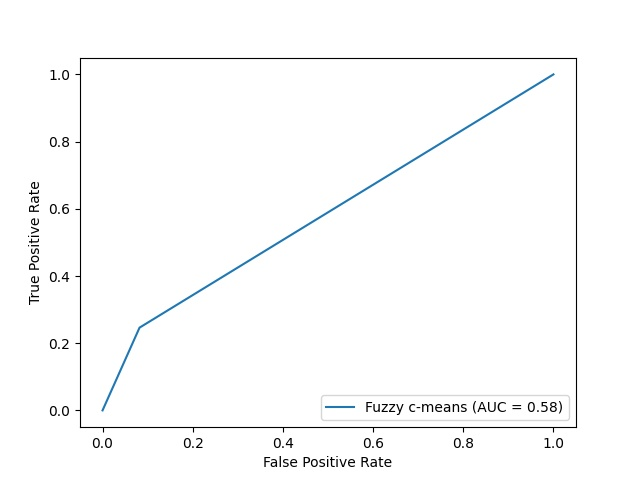 1.0
0.8
0.6
0.4
0.2
0.0
True Positive Rate
Fuzzy c-means (AUC = 0.58)
0.0 0.2 0.4 0.6 0.8 1.0
False Positive Rate